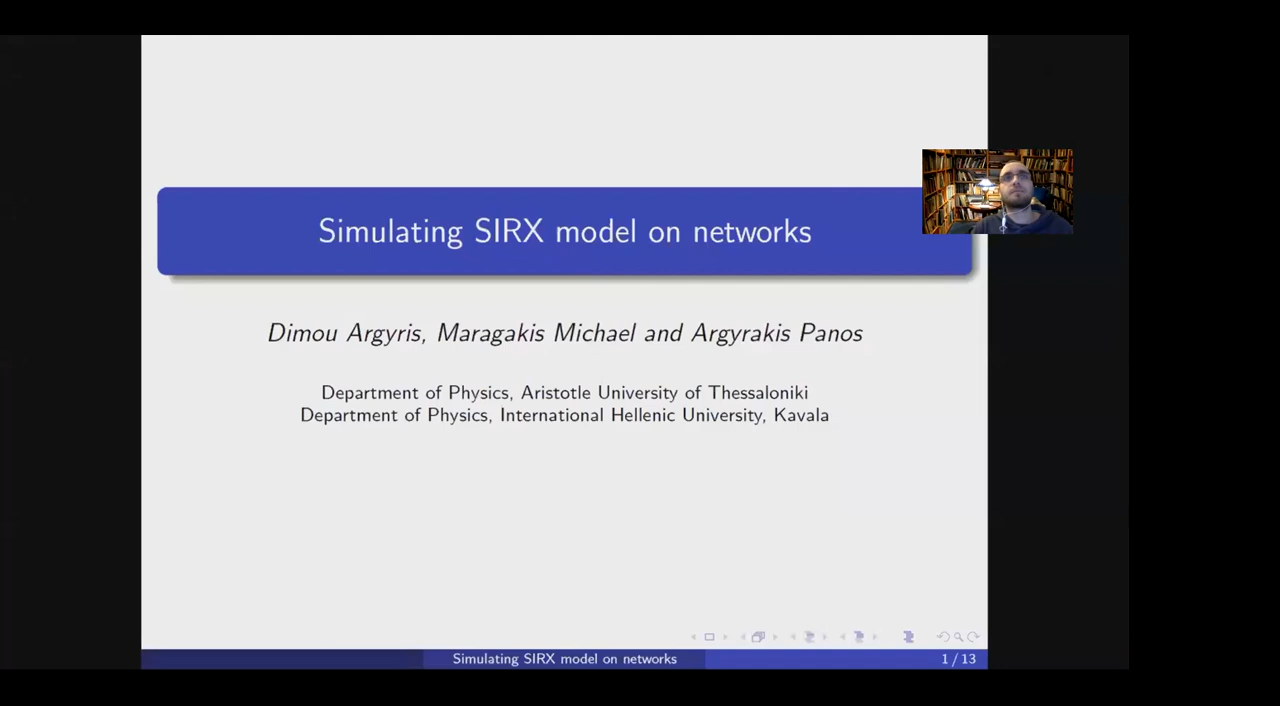 Simulating SIRX model on networks
Dimou Argyris, Maragakis Michael and Argyrakis Panos
Department of Physics, Aristotle University of Thessaloniki
Department of Physics, International Hellenic University, Kavala
Simulating SIRX model on networks
1 / 13